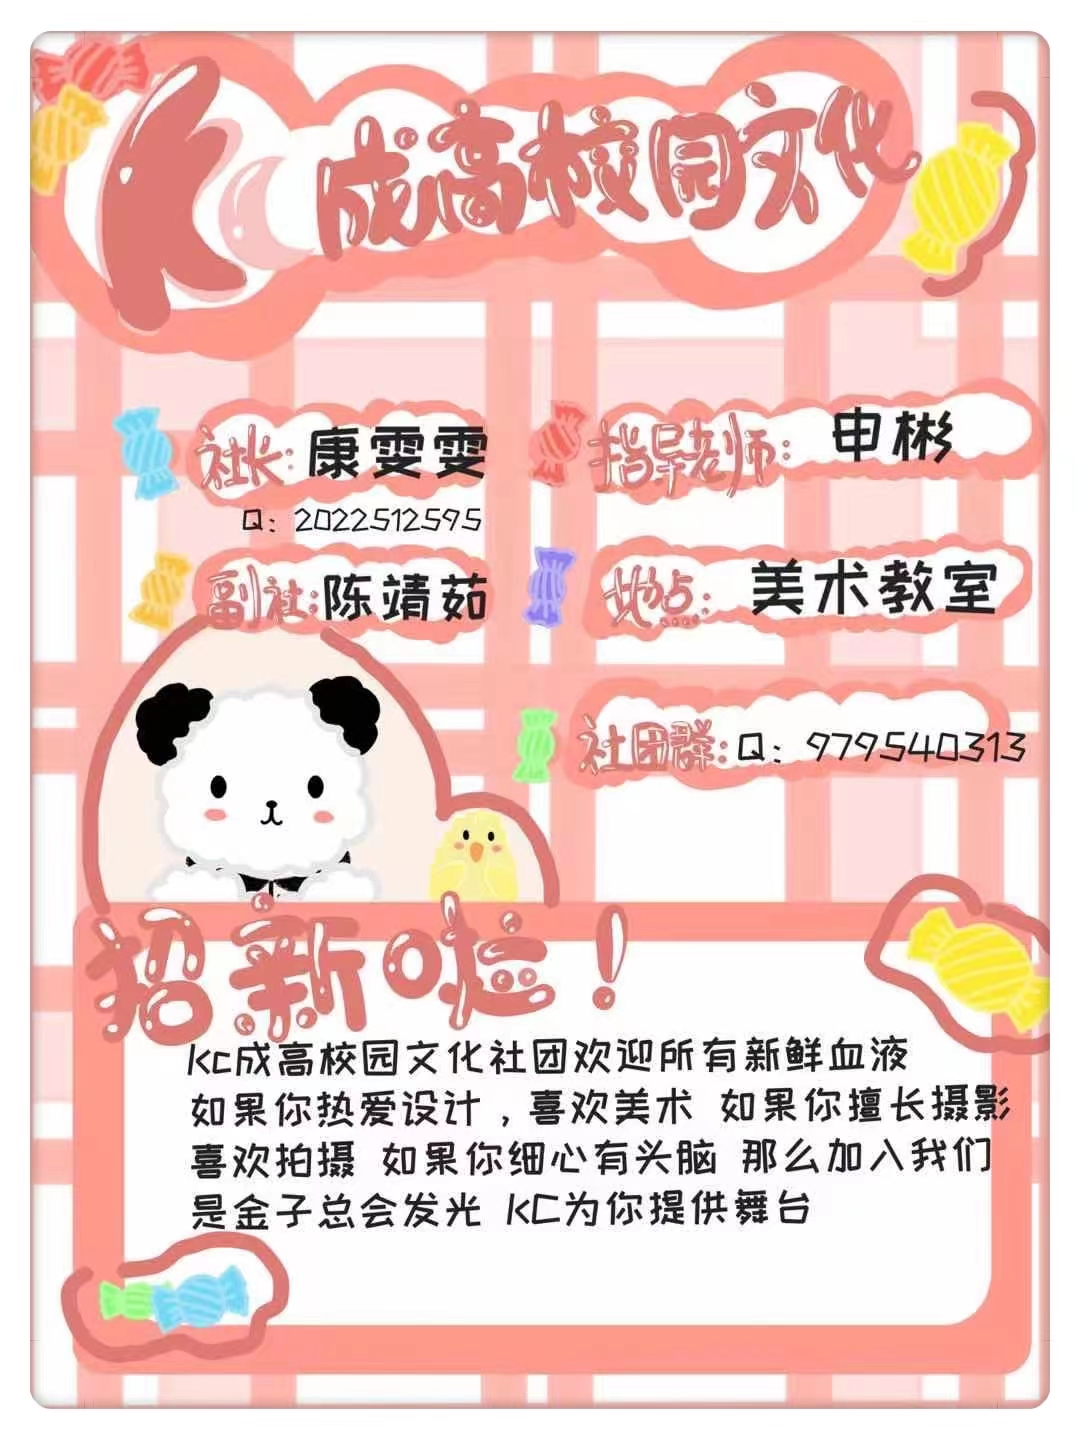 KC成高校园文化
社长:康雯雯
Q:2022512595
指导老师:申彬
副社:陈靖茹
地点:美术教室
社团群:Q:979540313
招新啦!
kc成高校园文化社团欢迎所有新鲜血液
如果你热爱设计,喜欢美术 如果你擅长摄影
喜欢拍摄 如果你细心有头脑 那么加入我们
是金子总会发光 KC为你提供舞台